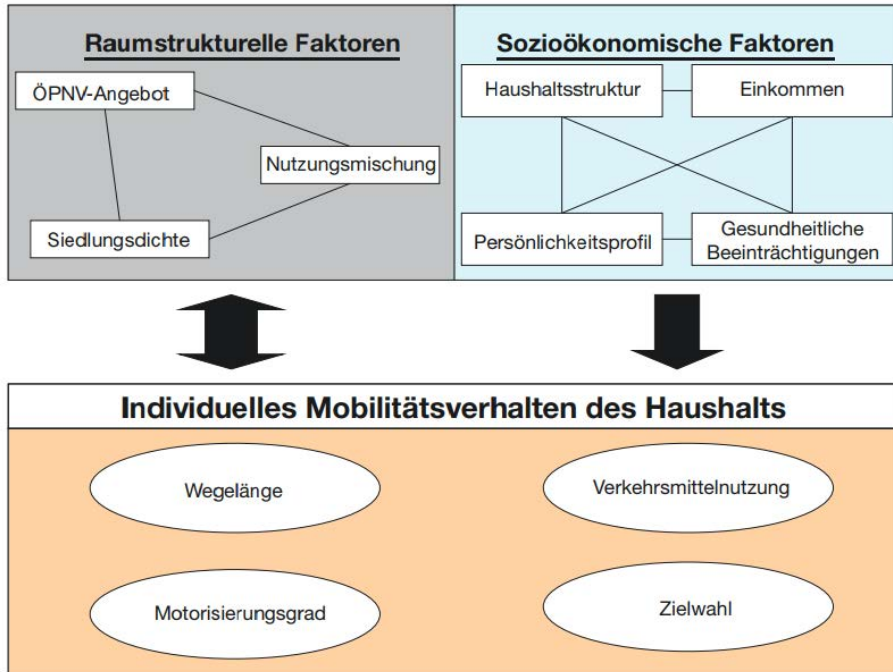 Raumstrukturelle Faktoren
ÖPNV-Angebot
Nutzungsmischung
Siedlungsdichte
Sozioökonomische Faktoren
Haushaltsstruktur
Einkommen
Persönlichkeitsprofil
Gesundheitliche
Beeinträchtigungen
Individuelles Mobilitätsverhalten des Haushalts
Wegelänge
Verkehrsmittelnutzung
Motorisierungsgrad
Zielwahl